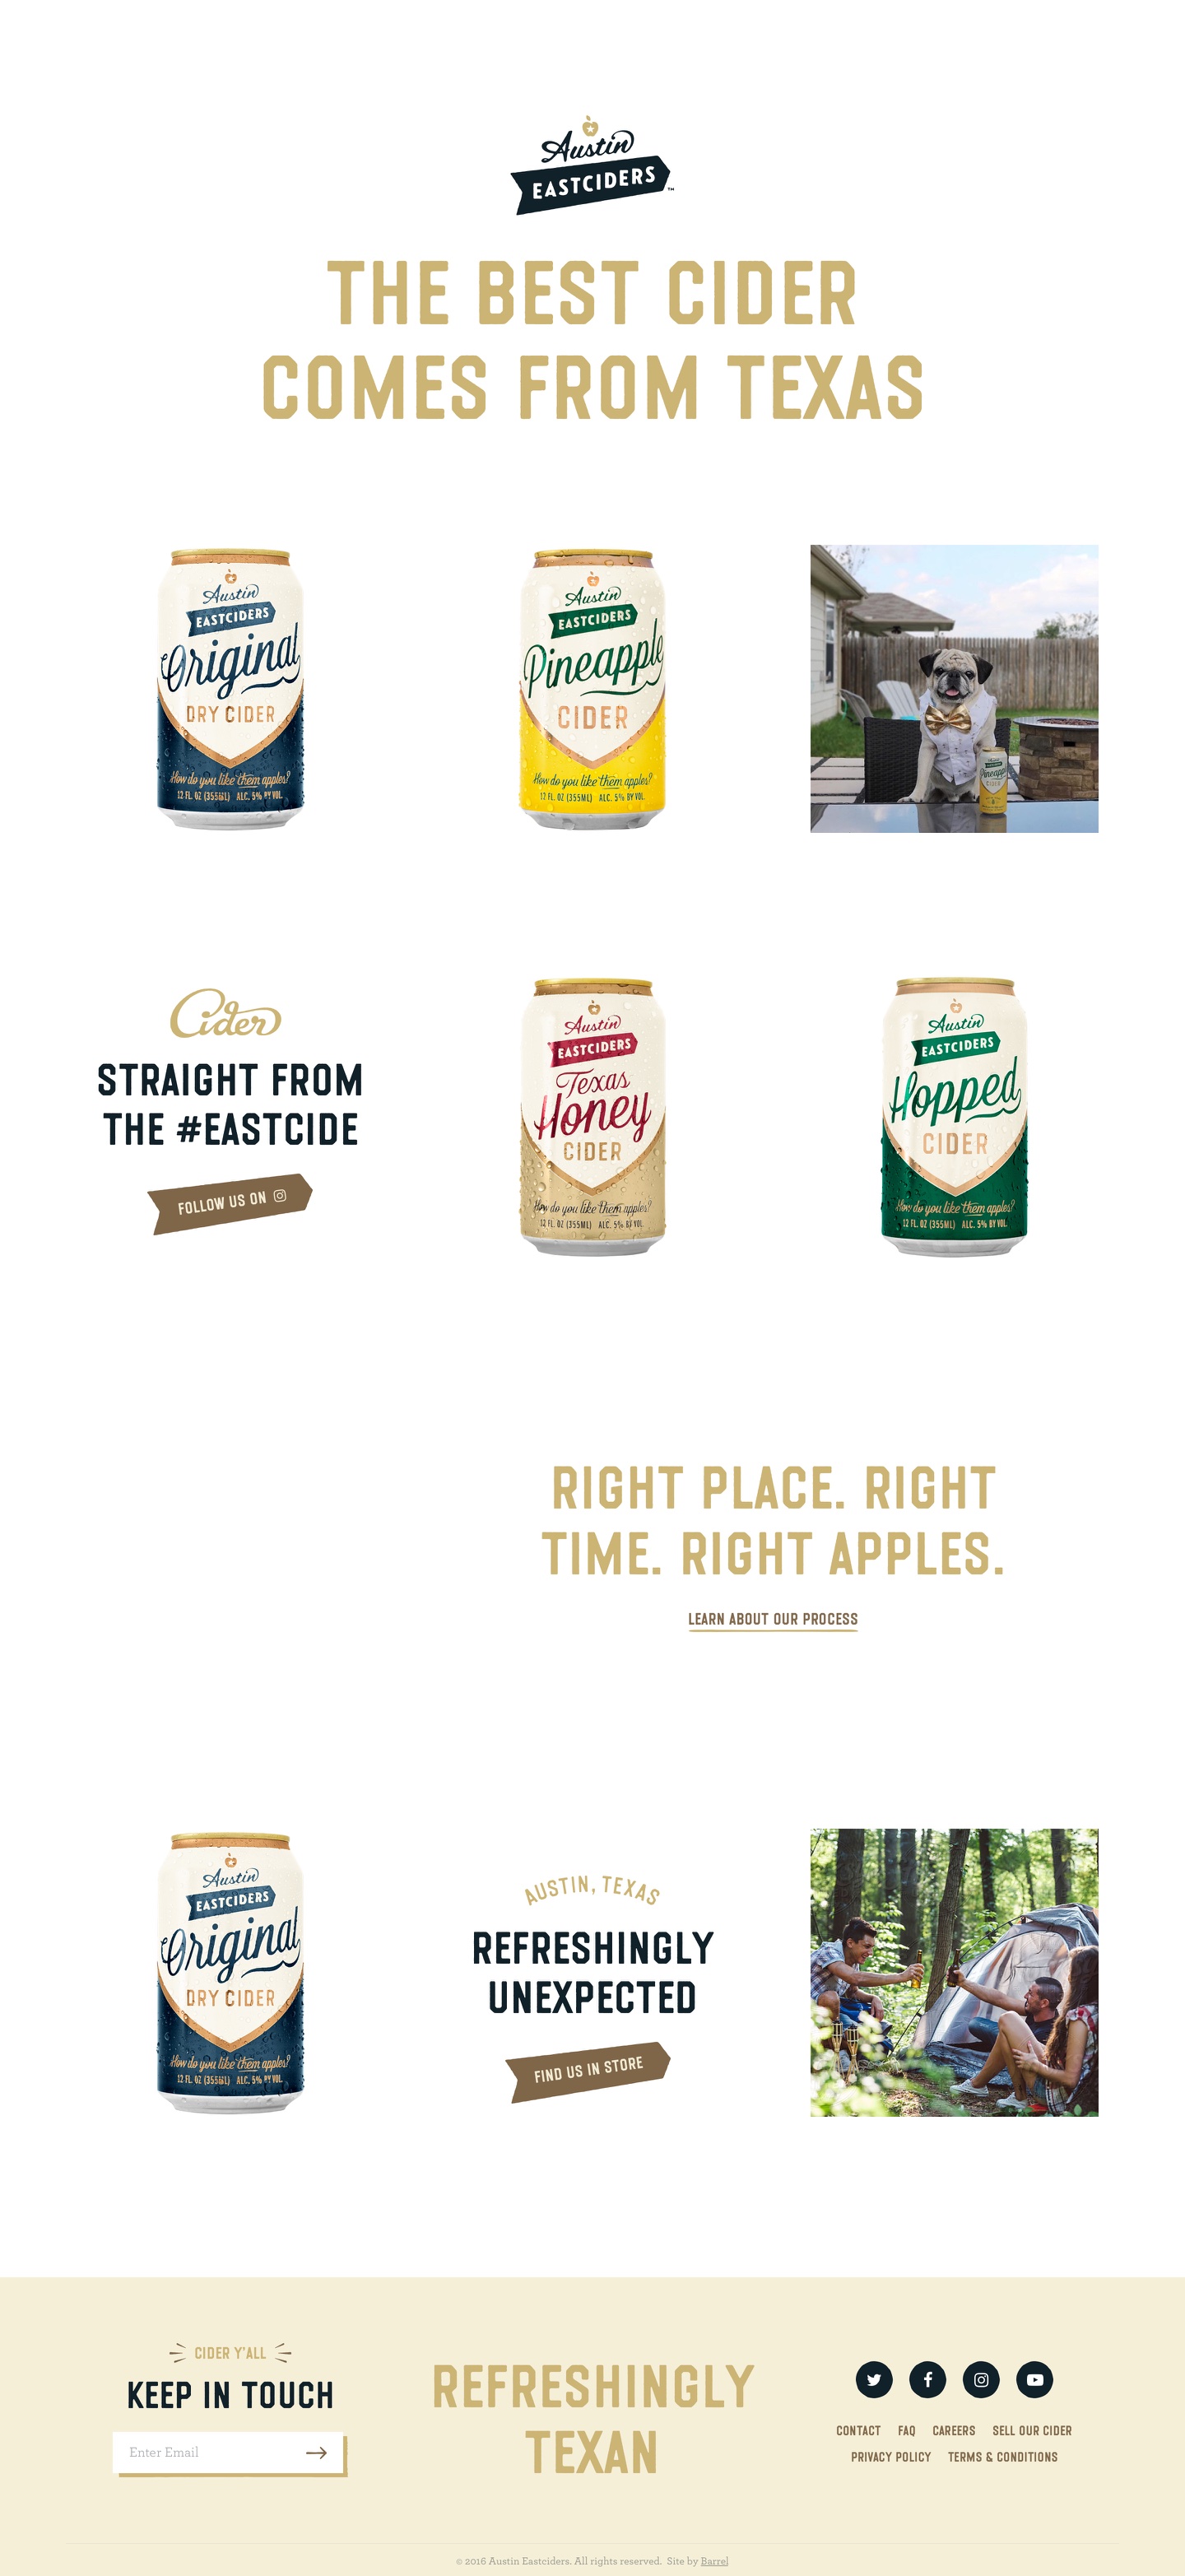 Austin
EASTCIDERS™
THE BEST CIDER
COMES FROM TEXAS
Austin
EASTCIDERS
Original
DRY CIDER
How do you like them apples?
12 FL. OZ (355ML) ALC. 5% BY VOL.
Austin
EASTCIDERS
Pineapple
CIDER
How do you like them apples?
12 FL. OZ (355ML) ALC. 5% BY VOL.
Pineapple
Cider
STRAIGHT FROM
THE #EASTCIDE
FOLLOW US ON
Austin
EASTCIDERS
Texas
Honey
CIDER
How do you like them apples?
12 FL. OZ (355ML) ALC. 5% BY VOL.
Austin
EASTCIDERS
Hopped
CIDER
How do you like them apples?
12 FL. OZ (355ML) ALC. 5% BY VOL.
RIGHT PLACE. RIGHT
TIME. RIGHT APPLES.
LEARN ABOUT OUR PROCESS
Austin
EASTCIDERS
Original
DRY CIDER
How do you like them apples?
12 FL. OZ (355ML) ALC. 5% BY VOL.
AUSTIN, TEXAS
REFRESHINGLY
UNEXPECTED
FIND US IN STORE
CIDER Y'ALL
KEEP IN TOUCH
Enter Email
REFRESHINGLY
TEXAN
CONTACT FAQ CAREERS SELL OUR CIDER
PRIVACY POLICY TERMS & CONDITIONS
© 2016 Austin Eastciders. All rights reserved. Site by Barrel